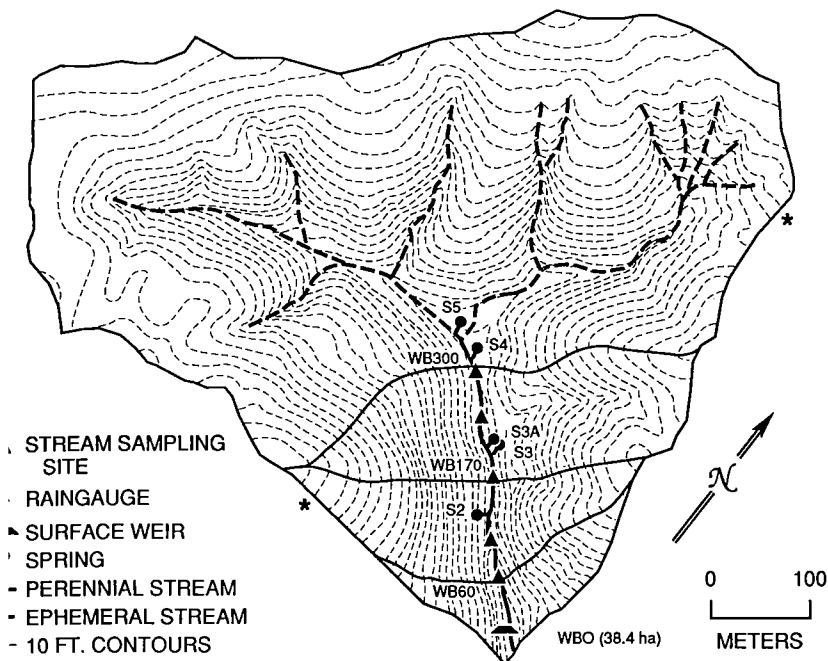 S5
S4
WB300
S3A
S3
WB170
S2
WB60
WBO (38.4 ha)
N
0 100
METERS
STREAM SAMPLING
SITE
RAINGAUGE
SURFACE WEIR
SPRING
PERENNIAL STREAM
EPHEMERAL STREAM
10 FT. CONTOURS